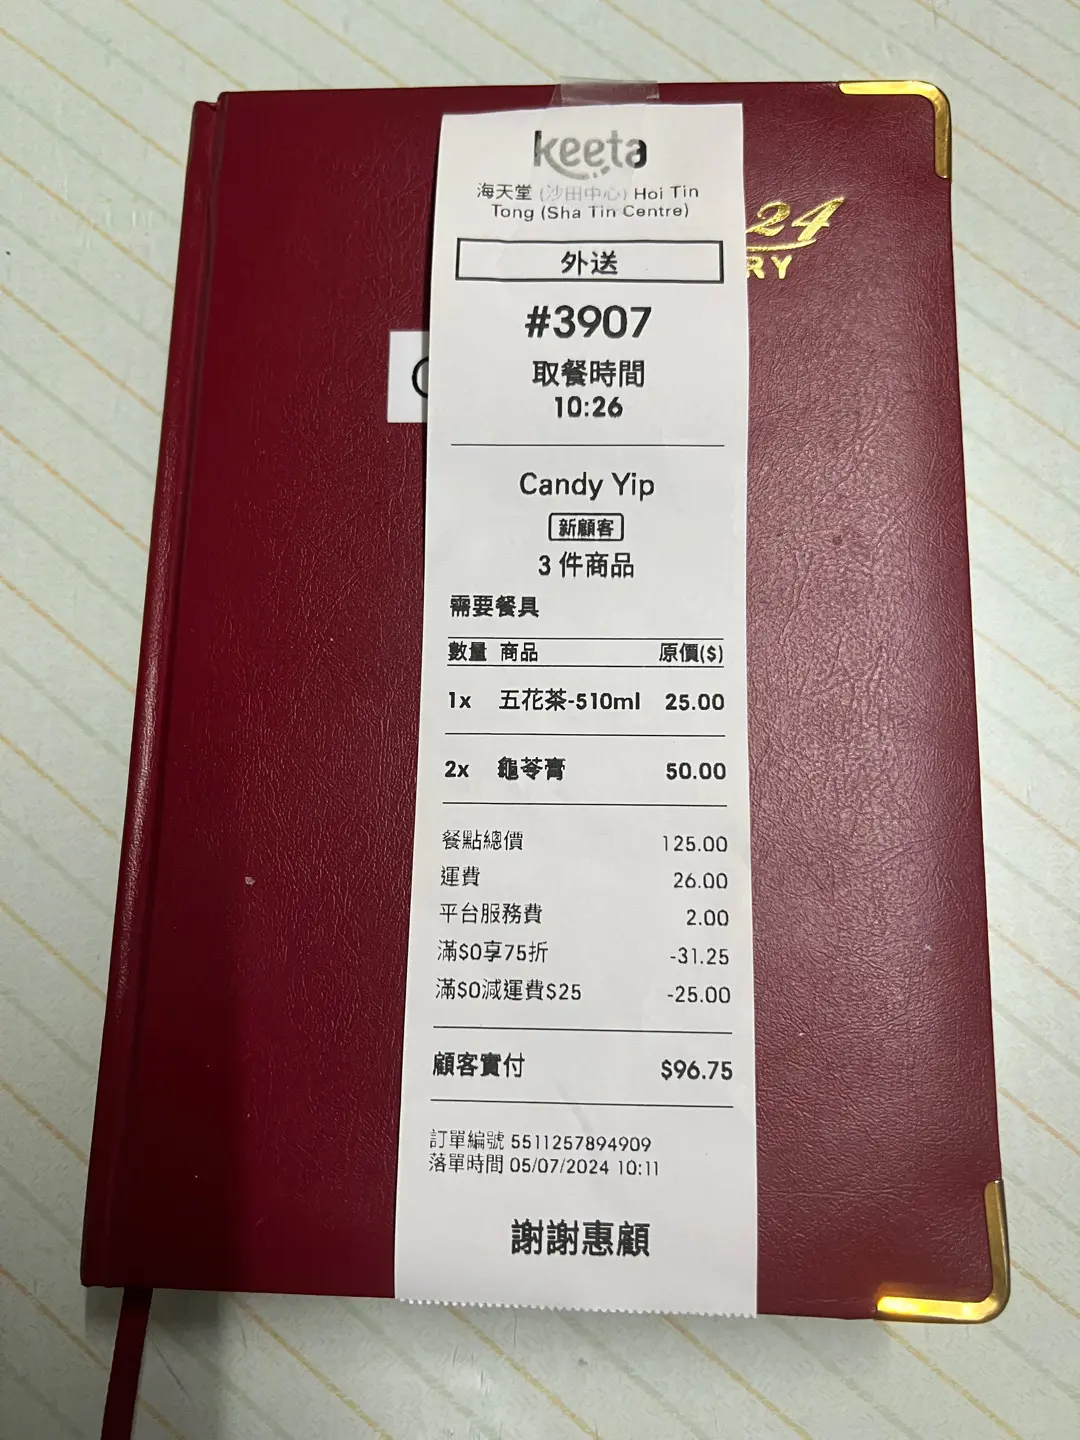 keeta
海天堂 (沙田中心) Hoi Tin
Tong (Sha Tin Centre)
24
RY
外送
#3907
取餐時間
10:26
Candy Yip
新顧客
3 件商品
需要餐具
數量 商品 原價($)
1x 五花茶-510ml 25.00
2x 龜苓膏 50.00
餐點總價 125.00
運費 26.00
平台服務費 2.00
滿$0享75折 -31.25
滿$0減運費$25 -25.00
顧客實付 $96.75
訂單編號 5511257894909
落單時間 05/07/2024 10:11
謝謝惠顧